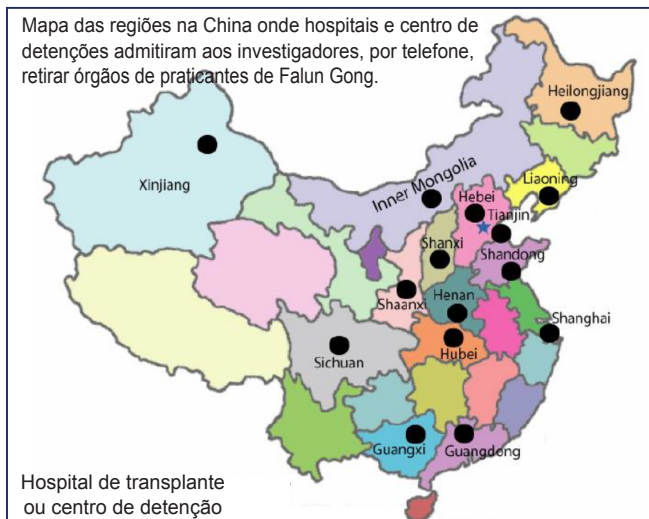 Mapa das regiões na China onde hospitais e centro de
detenções admitiram aos investigadores, por telefone,
retirar órgãos de praticantes de Falun Gong.
Heilongjiang
Xinjiang
Inner Mongolia
Liaoning
Hebei
Tianjin
Shanxi
Shandong
Shaanxi
Henan
Shanghai
Hubei
Sichuan
Guangxi
Guangdong
Hospital de transplante
ou centro de detenção